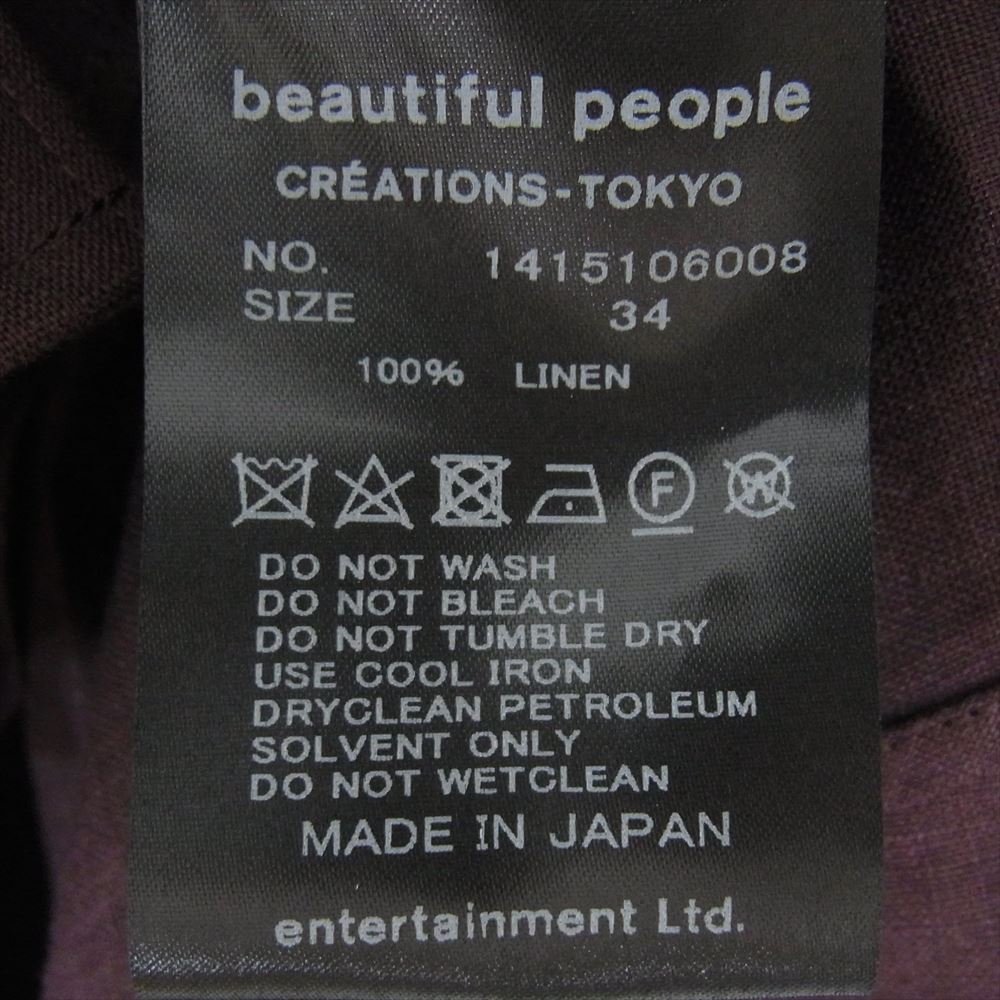 beautiful people
CRÉATIONS-TOKYO
NO. 1415106008
SIZE 34
100% LINEN
F W
DO NOT WASH
DO NOT BLEACH
DO NOT TUMBLE DRY
USE COOL IRON
DRYCLEAN PETROLEUM
SOLVENT ONLY
DO NOT WETCLEAN
MADE IN JAPAN
entertainment Ltd.